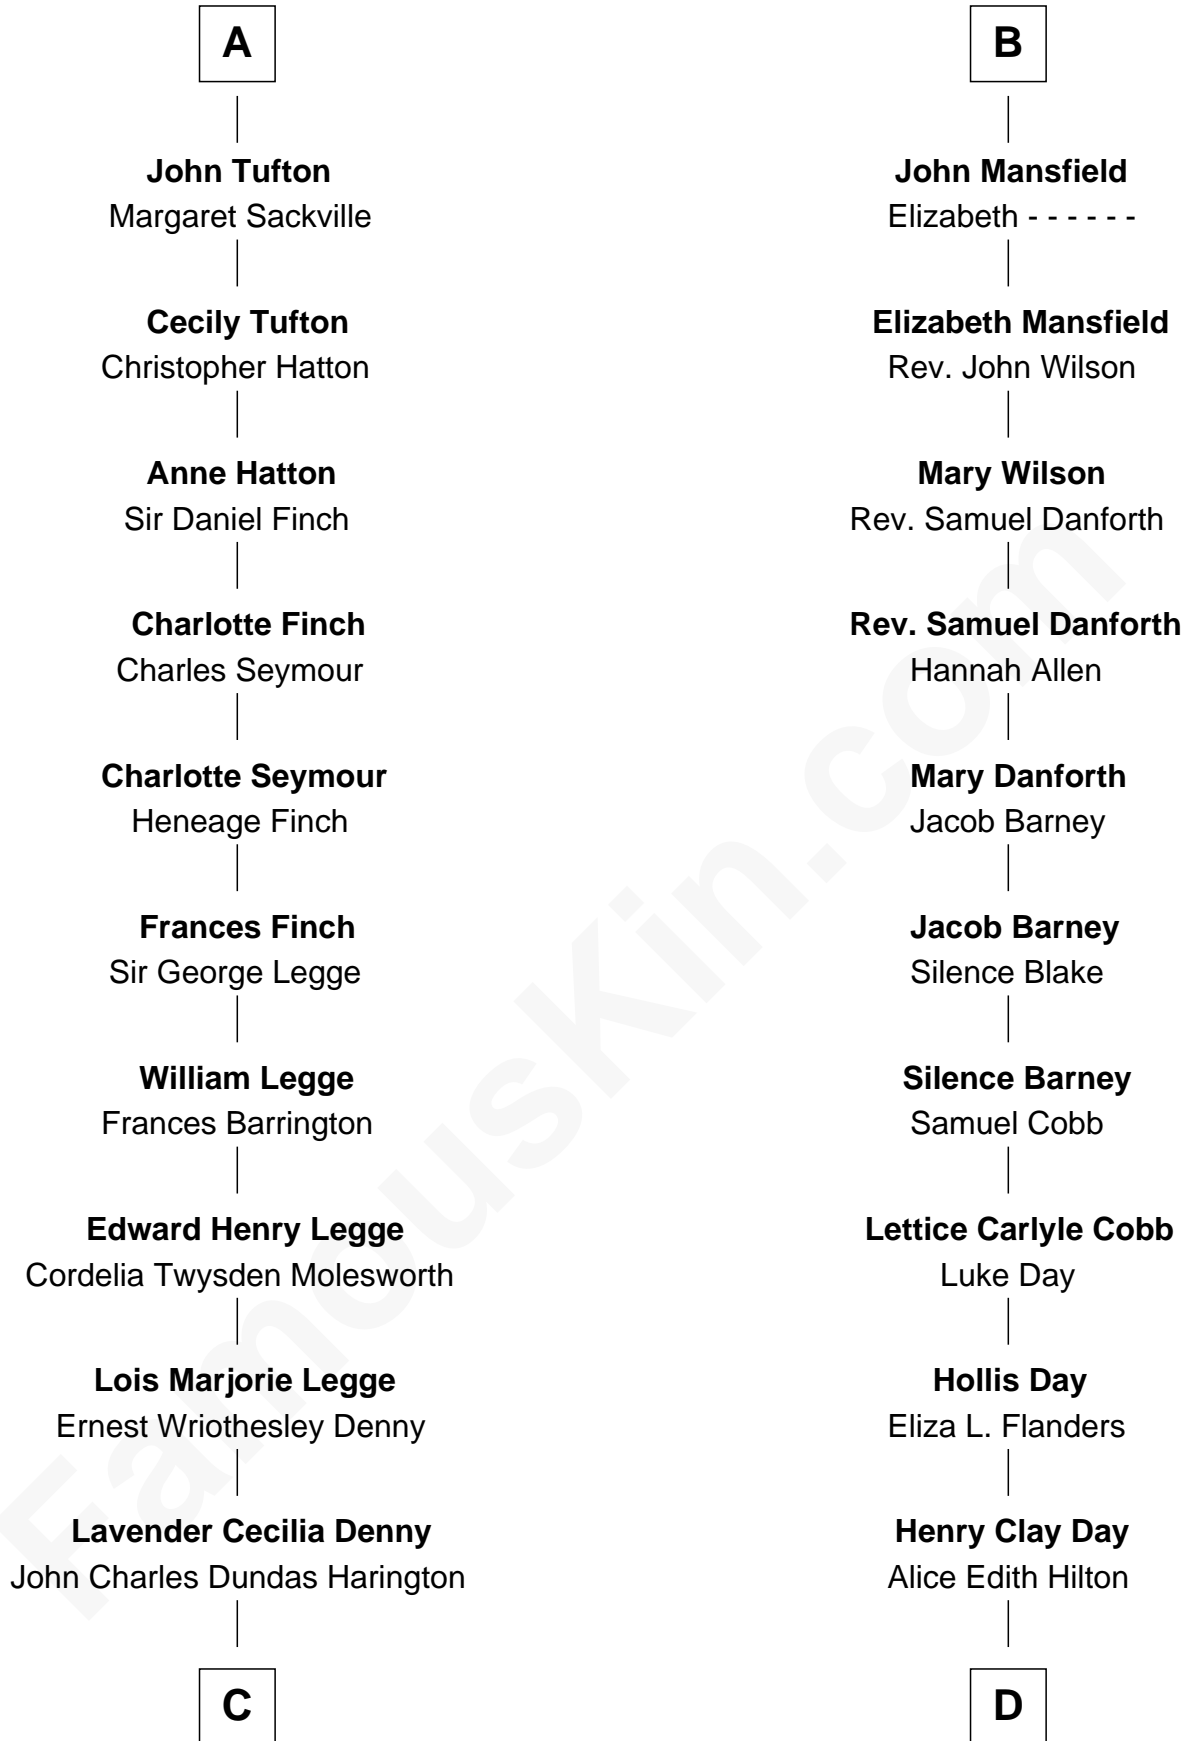 A
B
John Tufton
Margaret Sackville
John Mansfield
Elizabeth - - - - - -
Cecily Tufton
Christopher Hatton
Elizabeth Mansfield
Rev. John Wilson
Anne Hatton
Sir Daniel Finch
Mary Wilson
Rev. Samuel Danforth
Charlotte Finch
Charles Seymour
Rev. Samuel Danforth
Hannah Allen
Charlotte Seymour
Heneage Finch
Mary Danforth
Jacob Barney
Frances Finch
Sir George Legge
Jacob Barney
Silence Blake
William Legge
Frances Barrington
Silence Barney
Samuel Cobb
Edward Henry Legge
Cordelia Twysden Molesworth
Lettice Carlyle Cobb
Luke Day
Lois Marjorie Legge
Ernest Wriothesley Denny
Hollis Day
Eliza L. Flanders
Lavender Cecilia Denny
John Charles Dundas Harington
Henry Clay Day
Alice Edith Hilton
C
D
FamousKin.com